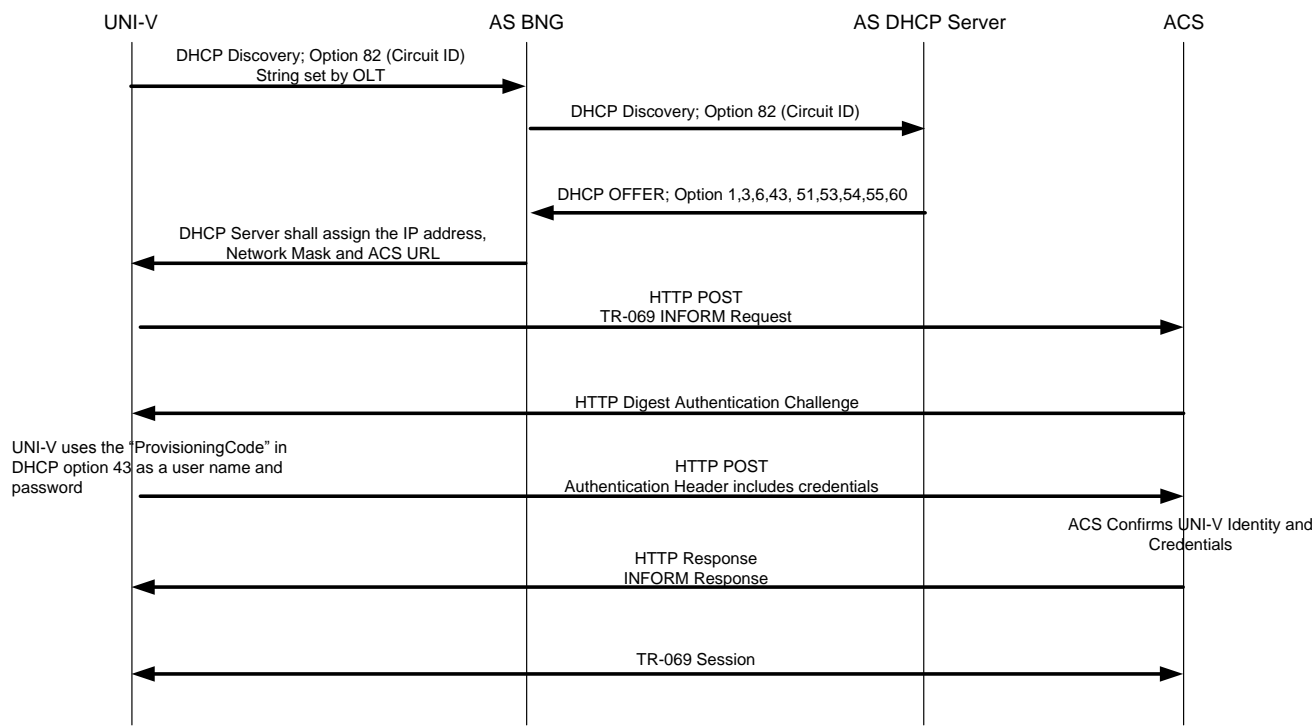 UNI-V
AS BNG
AS DHCP Server
ACS
DHCP Discovery; Option 82 (Circuit ID)
String set by OLT
DHCP Discovery; Option 82 (Circuit ID)
DHCP OFFER; Option 1,3,6,43, 51,53,54,55,60
DHCP Server shall assign the IP address,
Network Mask and ACS URL
HTTP POST
TR-069 INFORM Request
HTTP Digest Authentication Challenge
UNI-V uses the “ProvisioningCode” in
DHCP option 43 as a user name and
password
HTTP POST
Authentication Header includes credentials
ACS Confirms UNI-V Identity and
Credentials
HTTP Response
INFORM Response
TR-069 Session